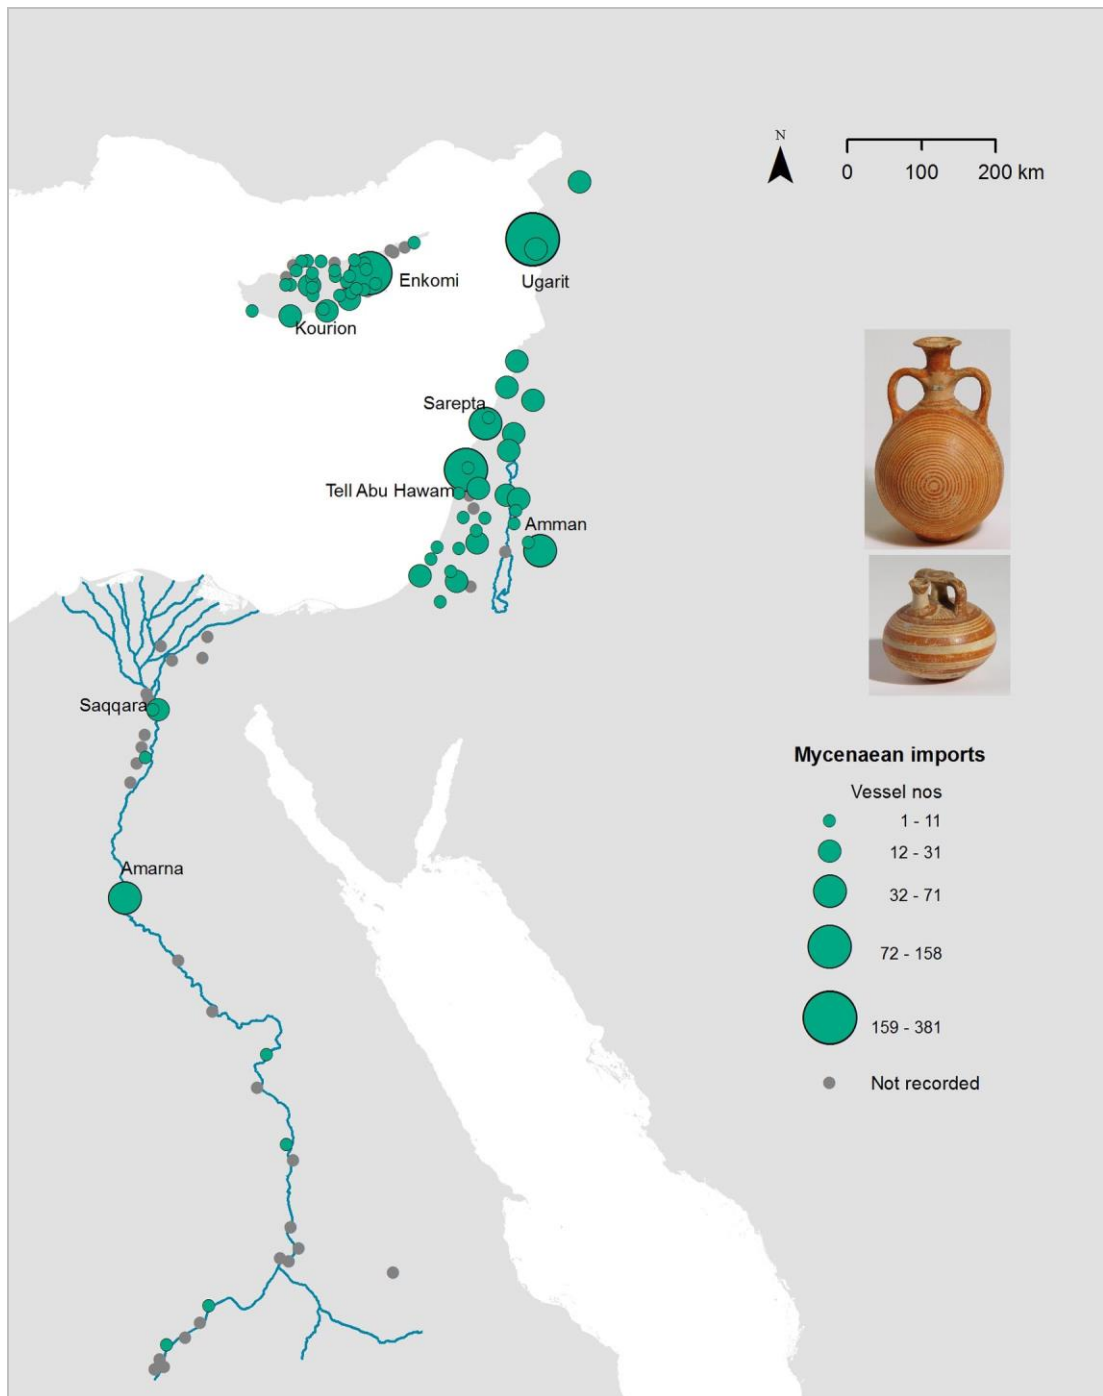 N
0 100 200 km
Enkomi
Ugarit
Kourion
Sarepta
Tell Abu Hawam
Amman
Saqqara
Amarna
Mycenaean imports
Vessel nos
1 - 11
12 - 31
32 - 71
72 - 158
159 - 381
Not recorded